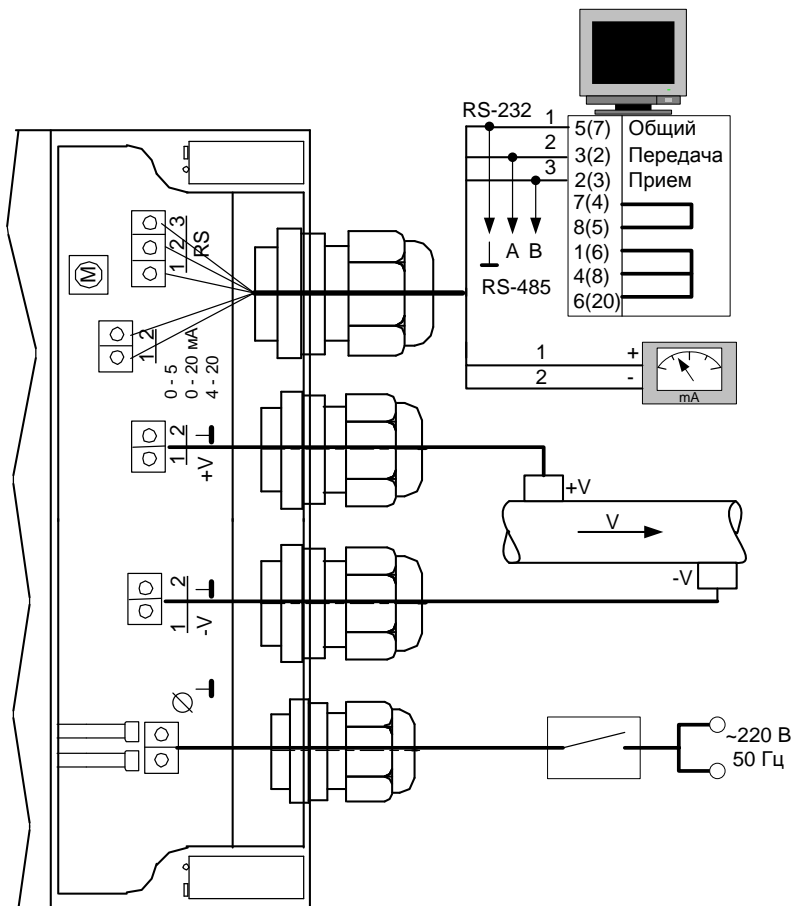 RS-232
1
5(7) Общий
2
3(2) Передача
3
2(3) Прием
7(4)
8(5)
1(6)
4(8)
6(20)
A B
RS-485
1 2 3
RS
M
1 2
0 - 5
0 - 20 мА
4 - 20
1 +
2 -
mA
1 2
+V
+V
V
-V
1 2
-V
~220 В
50 Гц